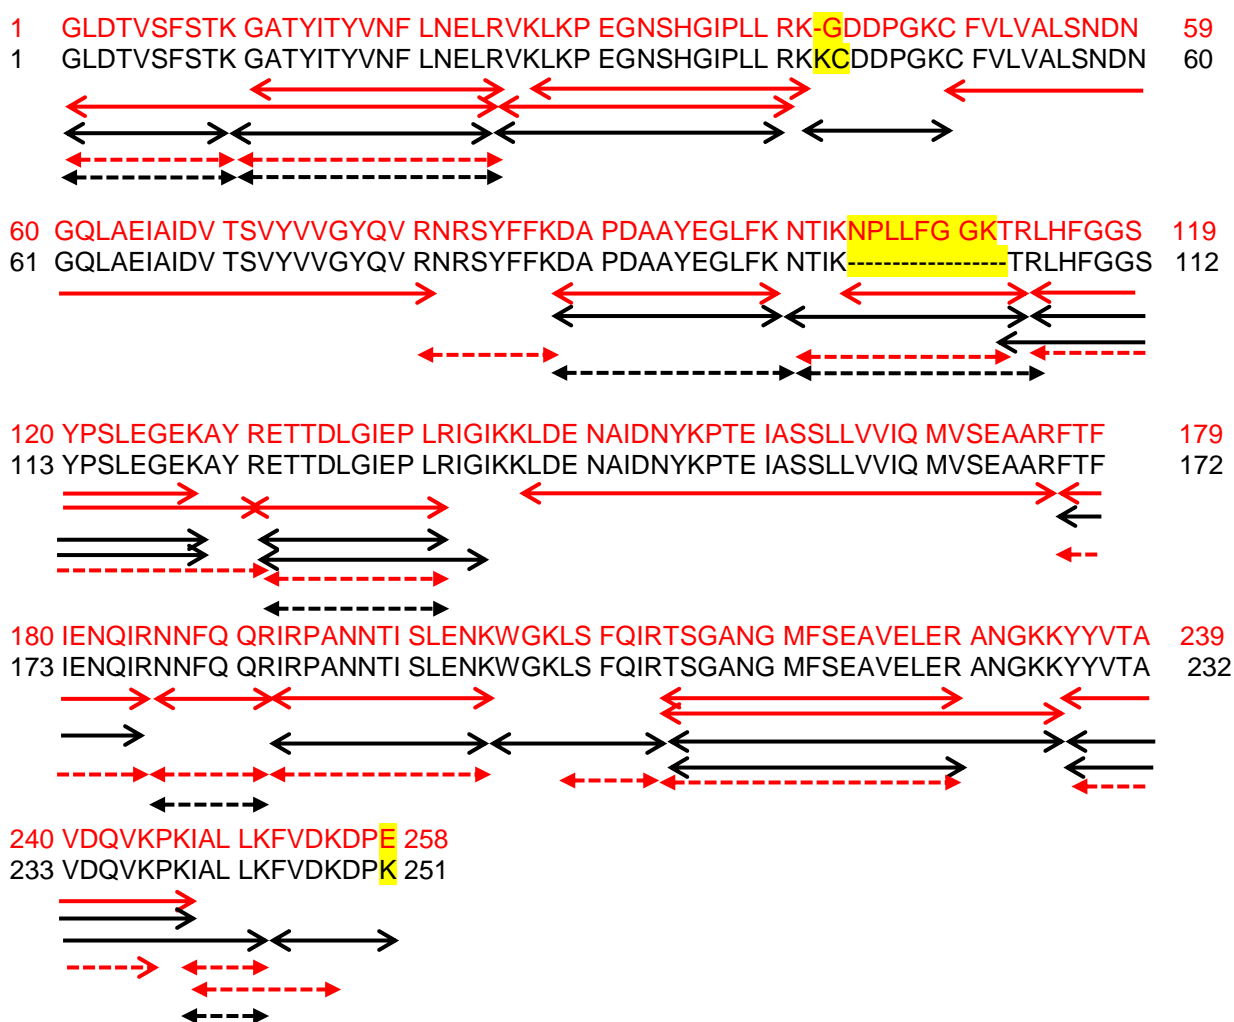 1 GLDTVSFSTK GATYITYVNF LNELRVKLKP EGNSHGIPLL RK-GDDPGKC FVLVALSNDN 59
1 GLDTVSFSTK GATYITYVNF LNELRVKLKP EGNSHGIPLL RKKCDDPGKC FVLVALSNDN 60
60 GQLAEIAIDV TSVYVVGYQV RNRSYFFKDA PDAAYEGLFK NTIKNPLLFG GKTRLHFGGS 119
61 GQLAEIAIDV TSVYVVGYQV RNRSYFFKDA PDAAYEGLFK NTIK------------------TRLHFGGS 112
120 YPSLEGEKAY RETTDLGIEP LRIGIKKLDE NAIDNYKPTE IASSLLVVIQ MVSEAARFTF 179
113 YPSLEGEKAY RETTDLGIEP LRIGIKKLDE NAIDNYKPTE IASSLLVVIQ MVSEAARFTF 172
180 IENQIRNNFQ QRIRPANNTI SLENKWGKLS FQIRTSGANG MFSEAVELER ANGKKYYVTA 239
173 IENQIRNNFQ QRIRPANNTI SLENKWGKLS FQIRTSGANG MFSEAVELER ANGKKYYVTA 232
240 VDQVKPKIAL LKFVDKDPE 258
233 VDQVKPKIAL LKFVDKDPK 251